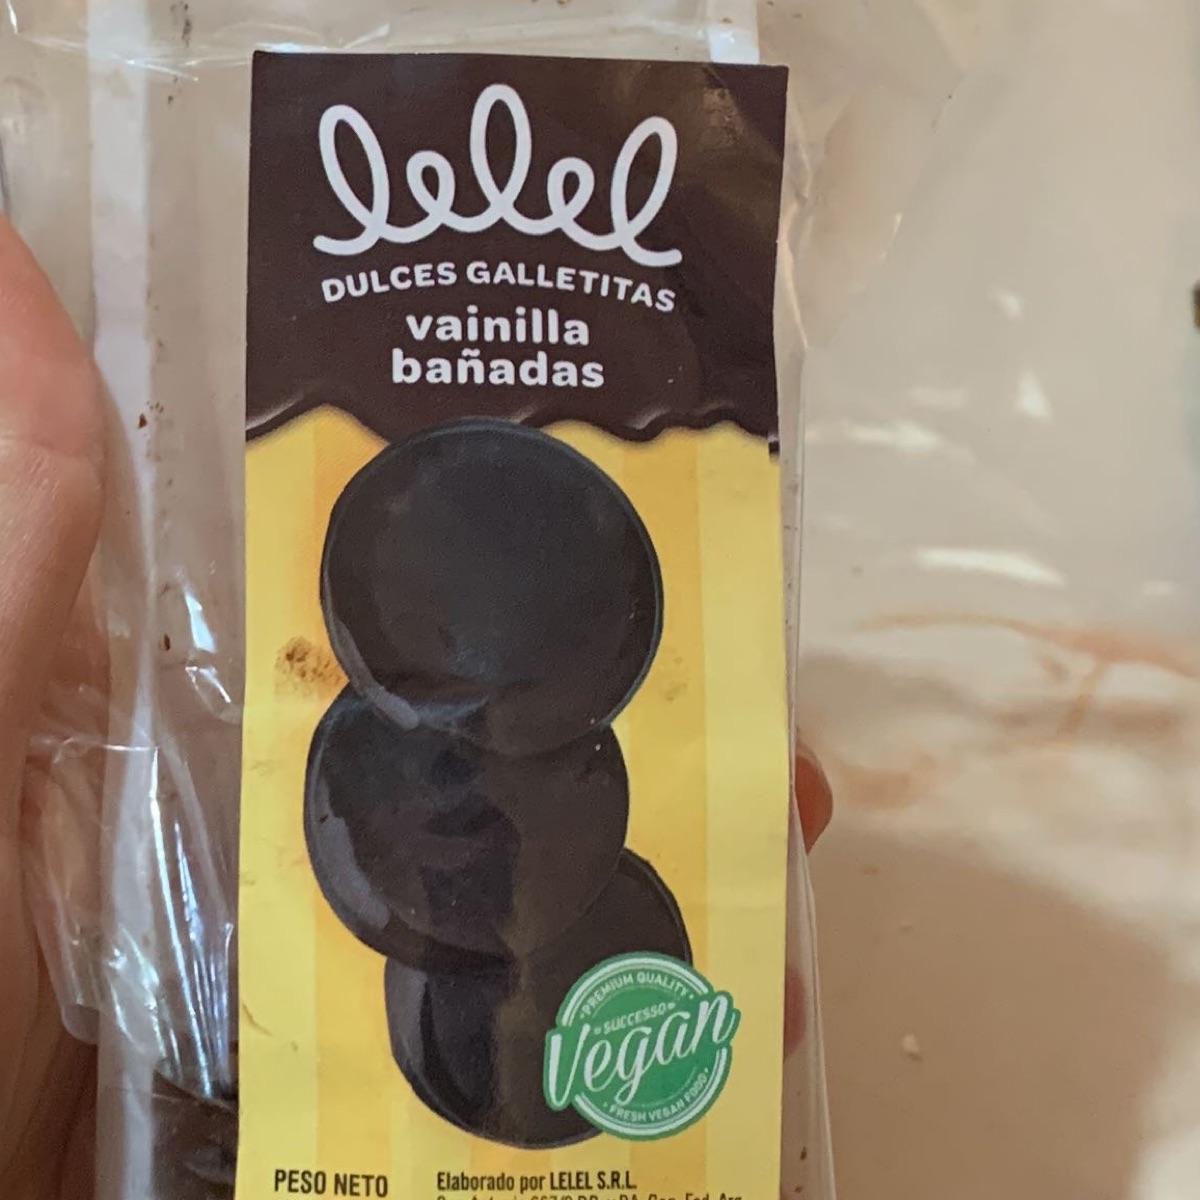 lelel
DULCES GALLETITAS
vainilla
bañadas
PREMIUM QUALITY
SUCCESSO
Vegan
FRESH VEGAN FOOD
PESO NETO
Elaborado por LELEL S.R.L.